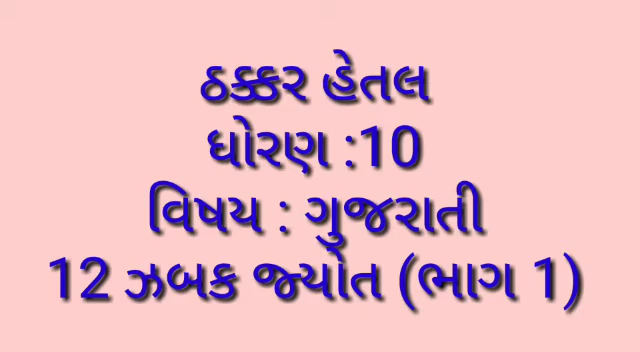 ઠક્કર હેતલ
ધોરણ :10
વિષય : ગુજરાતી
12 ઝબક જ્યોત (ભાગ 1)